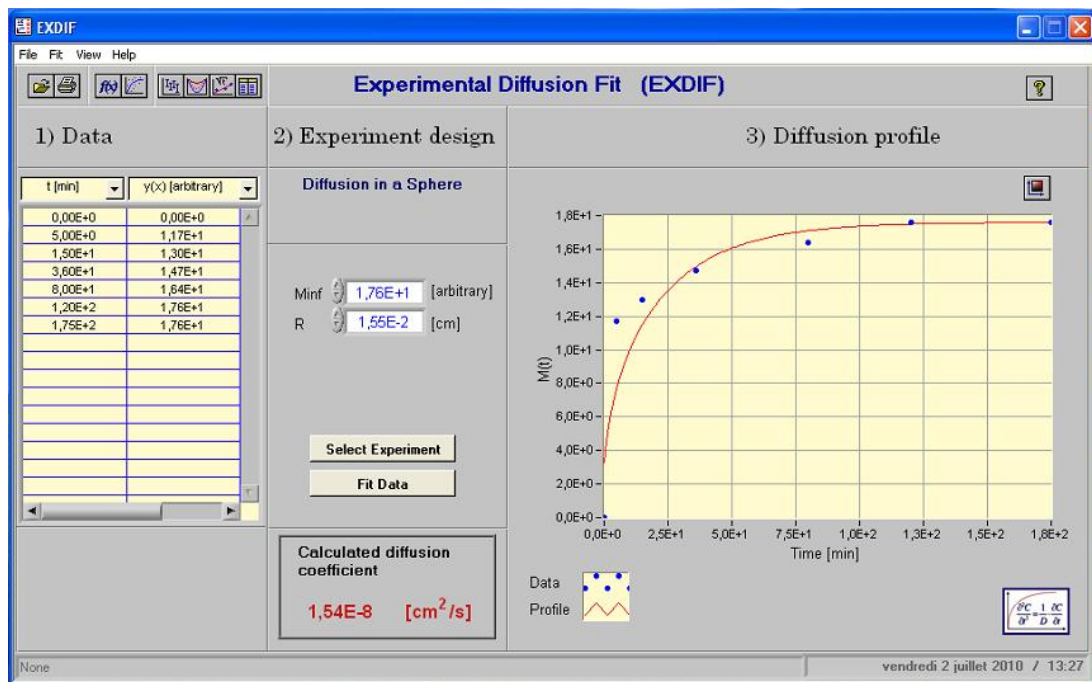 EXDIF
File Fit View Help
f(x)
Experimental Diffusion Fit (EXDIF)
?
1) Data
2) Experiment design
3) Diffusion profile
t [min] y(x) [arbitrary]
0,00E+0 0,00E+0
5,00E+0 1,17E+1
1,50E+1 1,30E+1
3,60E+1 1,47E+1
8,00E+1 1,64E+1
1,20E+2 1,76E+1
1,75E+2 1,76E+1
Diffusion in a Sphere
Minf 1,76E+1 [arbitrary]
R 1,55E-2 [cm]
Select Experiment
Fit Data
Calculated diffusion
coefficient
1,54E-8 [cm²/s]
1,8E+1
1,6E+1
1,4E+1
1,2E+1
1,0E+1
8,0E+0
6,0E+0
4,0E+0
2,0E+0
0,0E+0
M(t)
0,0E+0 2,5E+1 5,0E+1 7,5E+1 1,0E+2 1,3E+2 1,5E+2 1,8E+2
Time [min]
Data
Profile
None
vendredi 2 juillet 2010 / 13:27